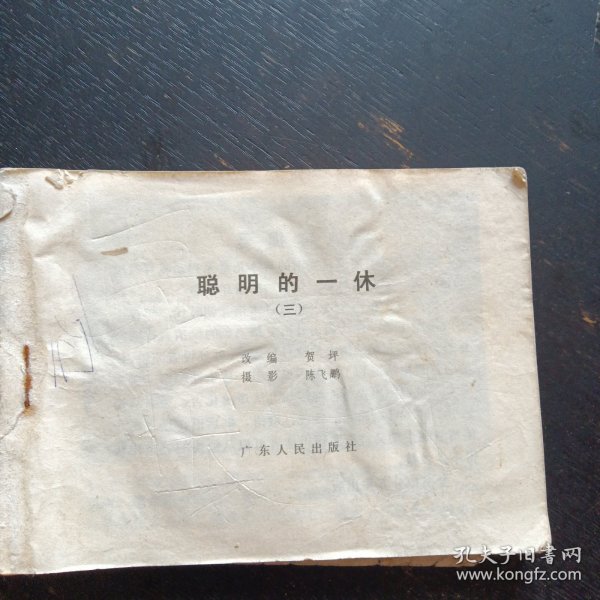 聪明的一休
（三）
改编 贺坪
摄影 陈飞鹏
广东人民出版社
孔夫子旧書网
www.kongfz.com